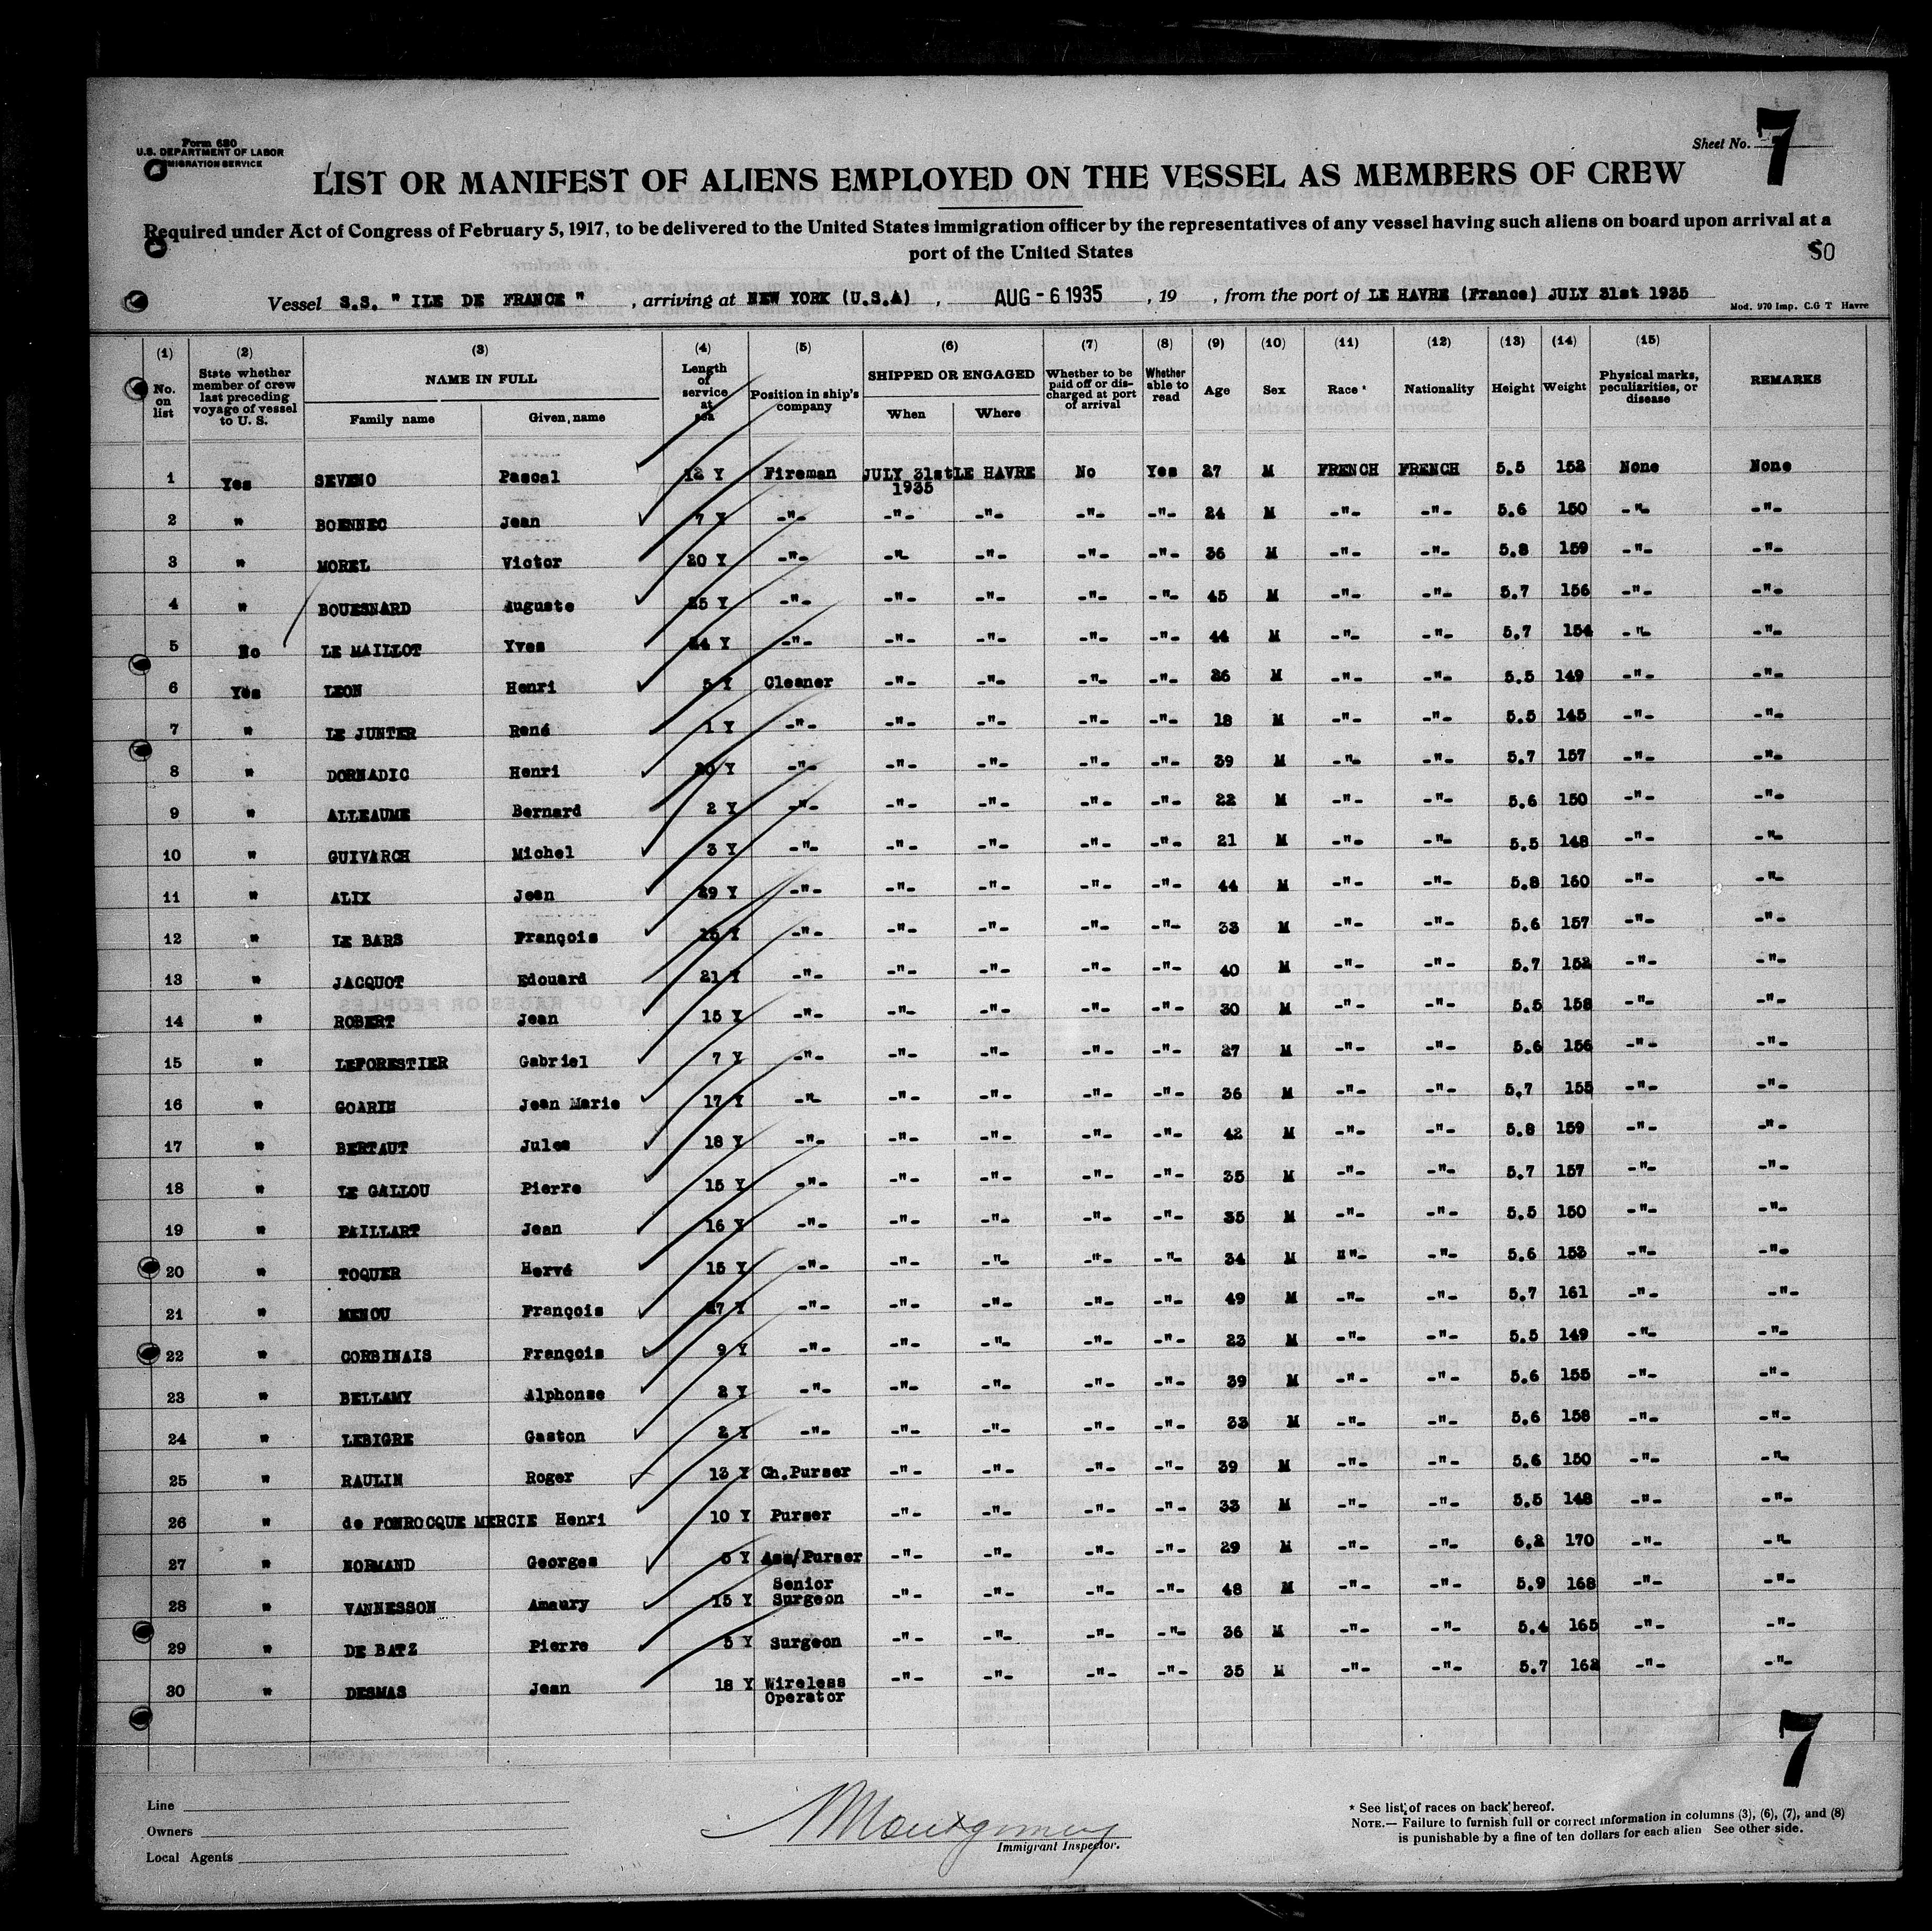 Form 680
U.S. DEPARTMENT OF LABOR
IMMIGRATION SERVICE
Sheet No. 7
LIST OR MANIFEST OF ALIENS EMPLOYED ON THE VESSEL AS MEMBERS OF CREW
Required under Act of Congress of February 5, 1917, to be delivered to the United States immigration officer by the representatives of any vessel having such aliens on board upon arrival at a
port of the United States
50
Vessel S.S. " ILE DE FRANCE " , arriving at NEW YORK (U.S.A) , AUG - 6 1935 , 19 , from the port of LE HAVRE (France) JULY 31st 1935
Mod. 970 Imp. C.G T Havre
(1) (2) (3) (4) (5) (6) (7) (8) (9) (10) (11) (12) (13) (14) (15)
No. on list State whether member of crew last preceding voyage of vessel to U. S. NAME IN FULL Length of service at sea Position in ship's company SHIPPED OR ENGAGED Whether to be paid off or discharged at port of arrival Whether able to read Age Sex Race * Nationality Height Weight Physical marks, peculiarities, or disease REMARKS
Family name Given name When Where
1 Yes SEVENO Pascal 12 Y Fireman JULY 31st 1935 LE HAVRE No Yes 27 M FRENCH FRENCH 5.5 152 None None
2 " BOENNEC Jean 7 Y -"- -"- -"- -"- -"- 24 M -"- -"- 5.6 150 -"- -"-
3 " MOREL Victor 20 Y -"- -"- -"- -"- -"- 36 M -"- -"- 5.8 159 -"- -"-
4 " BOUESNARD Auguste 25 Y -"- -"- -"- -"- -"- 45 M -"- -"- 5.7 156 -"- -"-
5 No LE MAILLOT Yves 24 Y -"- -"- -"- -"- -"- 44 M -"- -"- 5.7 154 -"- -"-
6 Yes LEON Henri 5 Y Cleaner -"- -"- -"- -"- 26 M -"- -"- 5.5 149 -"- -"-
7 " LE JUNTER René 1 Y -"- -"- -"- -"- -"- 18 M -"- -"- 5.5 145 -"- -"-
8 " DORNADIC Henri 20 Y -"- -"- -"- -"- -"- 39 M -"- -"- 5.7 157 -"- -"-
9 " ALLEAUME Bernard 2 Y -"- -"- -"- -"- -"- 22 M -"- -"- 5.6 150 -"- -"-
10 " GUIVARCH Michel 3 Y -"- -"- -"- -"- -"- 21 M -"- -"- 5.5 148 -"- -"-
11 " ALIX Jean 29 Y -"- -"- -"- -"- -"- 44 M -"- -"- 5.8 160 -"- -"-
12 " LE BARS François 15 Y -"- -"- -"- -"- -"- 33 M -"- -"- 5.6 157 -"- -"-
13 " JACQUOT Edouard 21 Y -"- -"- -"- -"- -"- 40 M -"- -"- 5.7 152 -"- -"-
14 " ROBERT Jean 15 Y -"- -"- -"- -"- -"- 30 M -"- -"- 5.5 158 -"- -"-
15 " LEFORESTIER Gabriel 7 Y -"- -"- -"- -"- -"- 27 M -"- -"- 5.6 156 -"- -"-
16 " GOARIN Jean Marie 17 Y -"- -"- -"- -"- -"- 36 M -"- -"- 5.7 155 -"- -"-
17 " BERTAUT Jules 18 Y -"- -"- -"- -"- -"- 42 M -"- -"- 5.8 159 -"- -"-
18 " LE GALLOU Pierre 15 Y -"- -"- -"- -"- -"- 35 M -"- -"- 5.7 157 -"- -"-
19 " PAILLART Jean 16 Y -"- -"- -"- -"- -"- 35 M -"- -"- 5.5 150 -"- -"-
20 " TOQUER Hervé 15 Y -"- -"- -"- -"- -"- 34 M -"- -"- 5.6 153 -"- -"-
21 " MENOU François 27 Y -"- -"- -"- -"- -"- 49 M -"- -"- 5.7 161 -"- -"-
22 " CORBINAIS François 9 Y -"- -"- -"- -"- -"- 23 M -"- -"- 5.5 149 -"- -"-
23 " BELLAMY Alphonse 2 Y -"- -"- -"- -"- -"- 39 M -"- -"- 5.6 155 -"- -"-
24 " LEBIGRE Gaston 2 Y -"- -"- -"- -"- -"- 33 M -"- -"- 5.6 158 -"- -"-
25 " RAULIN Roger 13 Y Ch.Purser -"- -"- -"- -"- 39 M -"- -"- 5.6 150 -"- -"-
26 " de FONROCQUE MERCIE Henri 10 Y Purser -"- -"- -"- -"- 33 M -"- -"- 5.5 148 -"- -"-
27 " NORMAND Georges 5 Y Ass/Purser -"- -"- -"- -"- 29 M -"- -"- 6.2 170 -"- -"-
28 " VANNESSON Amaury 15 Y Senior Surgeon -"- -"- -"- -"- 48 M -"- -"- 5.9 168 -"- -"-
29 " DE BATZ Pierre 5 Y Surgeon -"- -"- -"- -"- 36 M -"- -"- 5.4 165 -"- -"-
30 " DESMAS Jean 18 Y Wireless Operator -"- -"- -"- -"- 35 M -"- -"- 5.7 162 -"- -"-
7
Line
Owners
Local Agents
Montgomery
Immigrant Inspector.
* See list of races on back hereof.
NOTE.— Failure to furnish full or correct information in columns (3), (6), (7), and (8)
is punishable by a fine of ten dollars for each alien See other side.